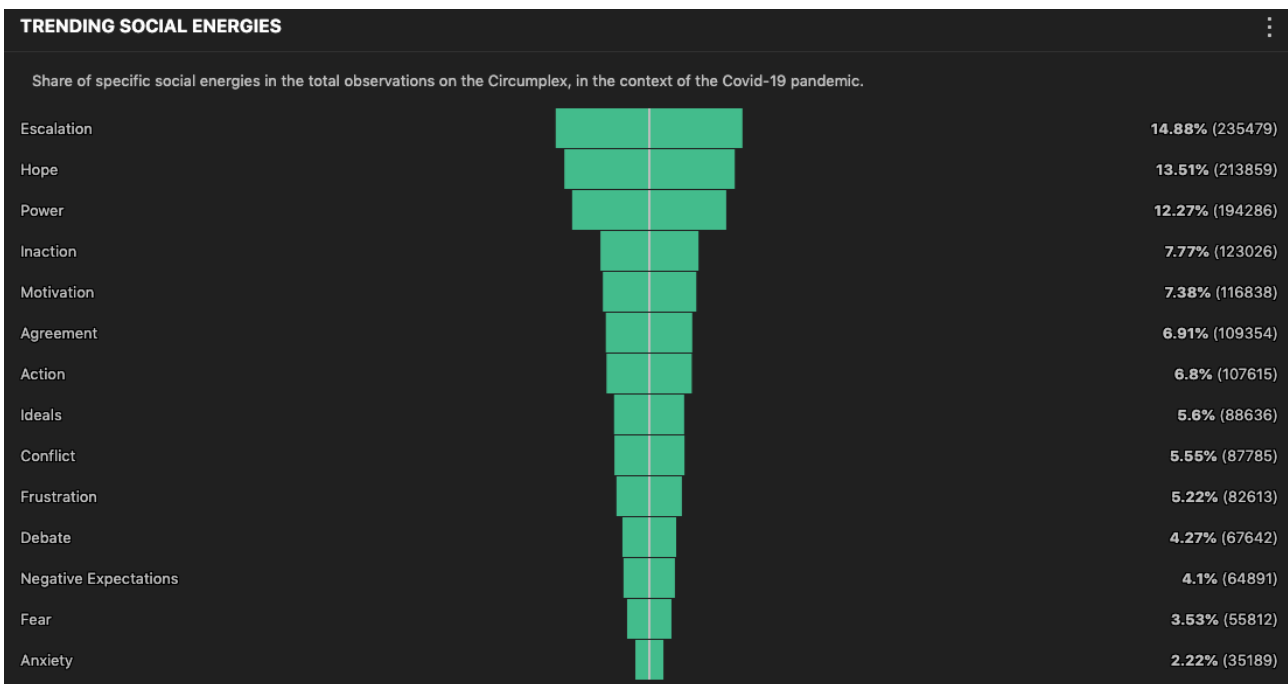 TRENDING SOCIAL ENERGIES
Share of specific social energies in the total observations on the Circumplex, in the context of the Covid-19 pandemic.
Escalation 14.88% (235479)
Hope 13.51% (213859)
Power 12.27% (194286)
Inaction 7.77% (123026)
Motivation 7.38% (116838)
Agreement 6.91% (109354)
Action 6.8% (107615)
Ideals 5.6% (88636)
Conflict 5.55% (87785)
Frustration 5.22% (82613)
Debate 4.27% (67642)
Negative Expectations 4.1% (64891)
Fear 3.53% (55812)
Anxiety 2.22% (35189)